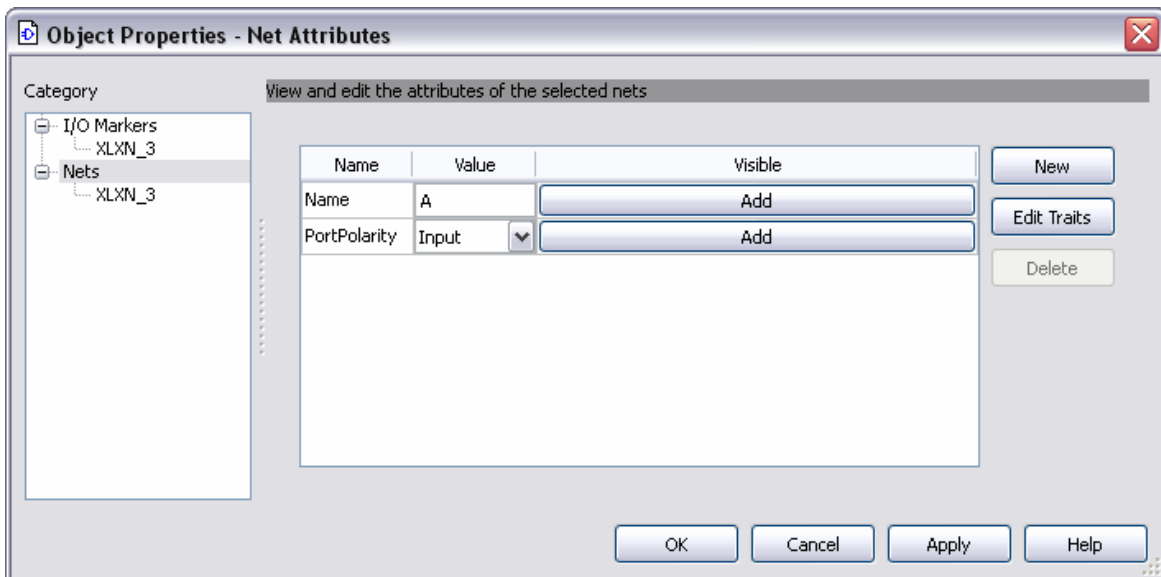 Object Properties - Net Attributes
Category
View and edit the attributes of the selected nets
I/O Markers
XLXN_3
Nets
XLXN_3
Name Value Visible
Name A Add
PortPolarity Input Add
New
Edit Traits
Delete
OK Cancel Apply Help